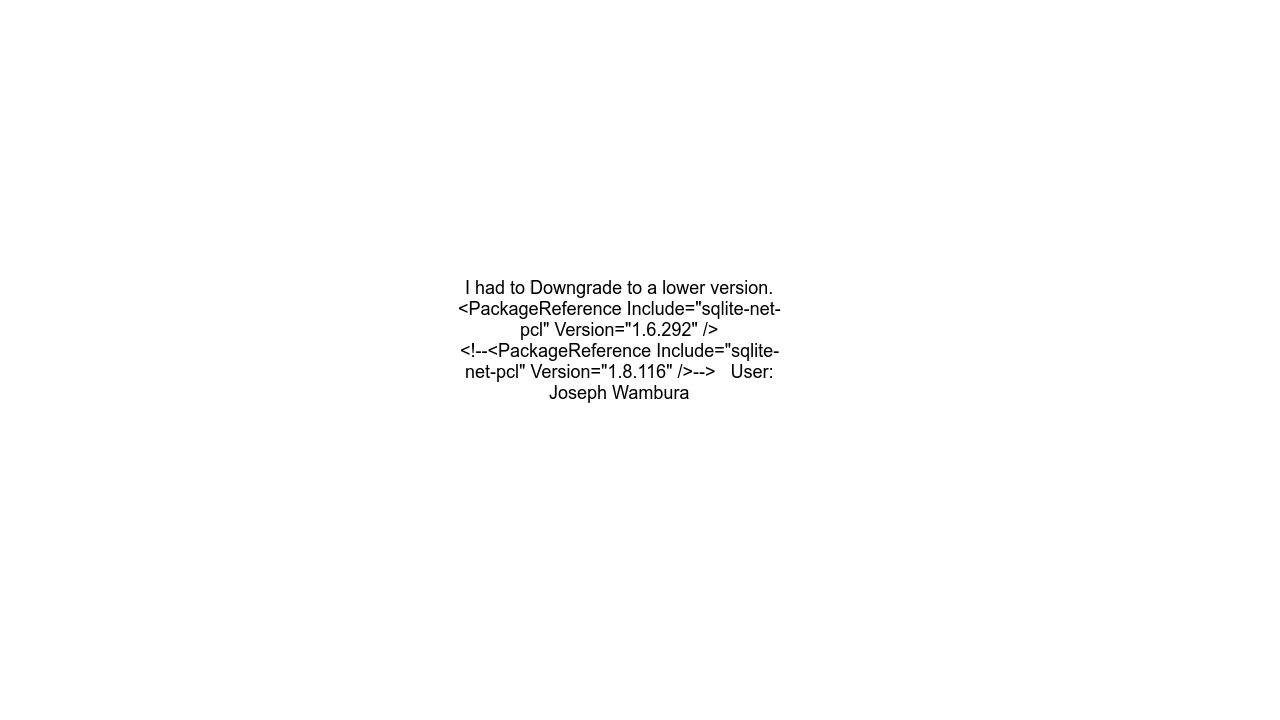 I had to Downgrade to a lower version.
<PackageReference Include="sqlite-net-
pcl" Version="1.6.292" />
<!--<PackageReference Include="sqlite-
net-pcl" Version="1.8.116" />-->   User:
Joseph Wambura